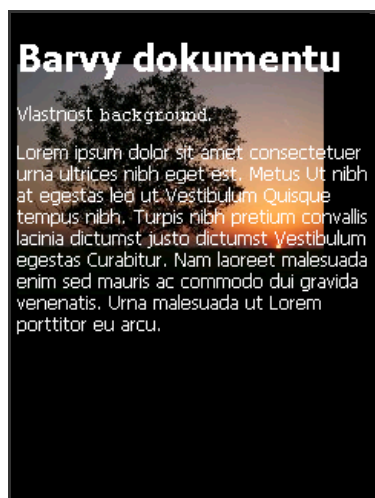 Barvy dokumentu
Vlastnost background.
Lorem ipsum dolor sit amet consectetuer
urna ultrices nibh eget est. Metus Ut nibh
at egestas leo ut Vestibulum Quisque
tempus nibh. Turpis nibh pretium convallis
lacinia dictumst justo dictumst Vestibulum
egestas Curabitur. Nam laoreet malesuada
enim sed mauris ac commodo dui gravida
venenatis. Urna malesuada ut Lorem
porttitor eu arcu.